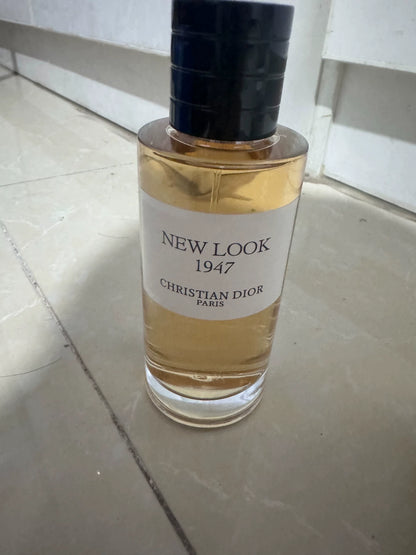 NEW LOOK
1947
CHRISTIAN DIOR
PARIS